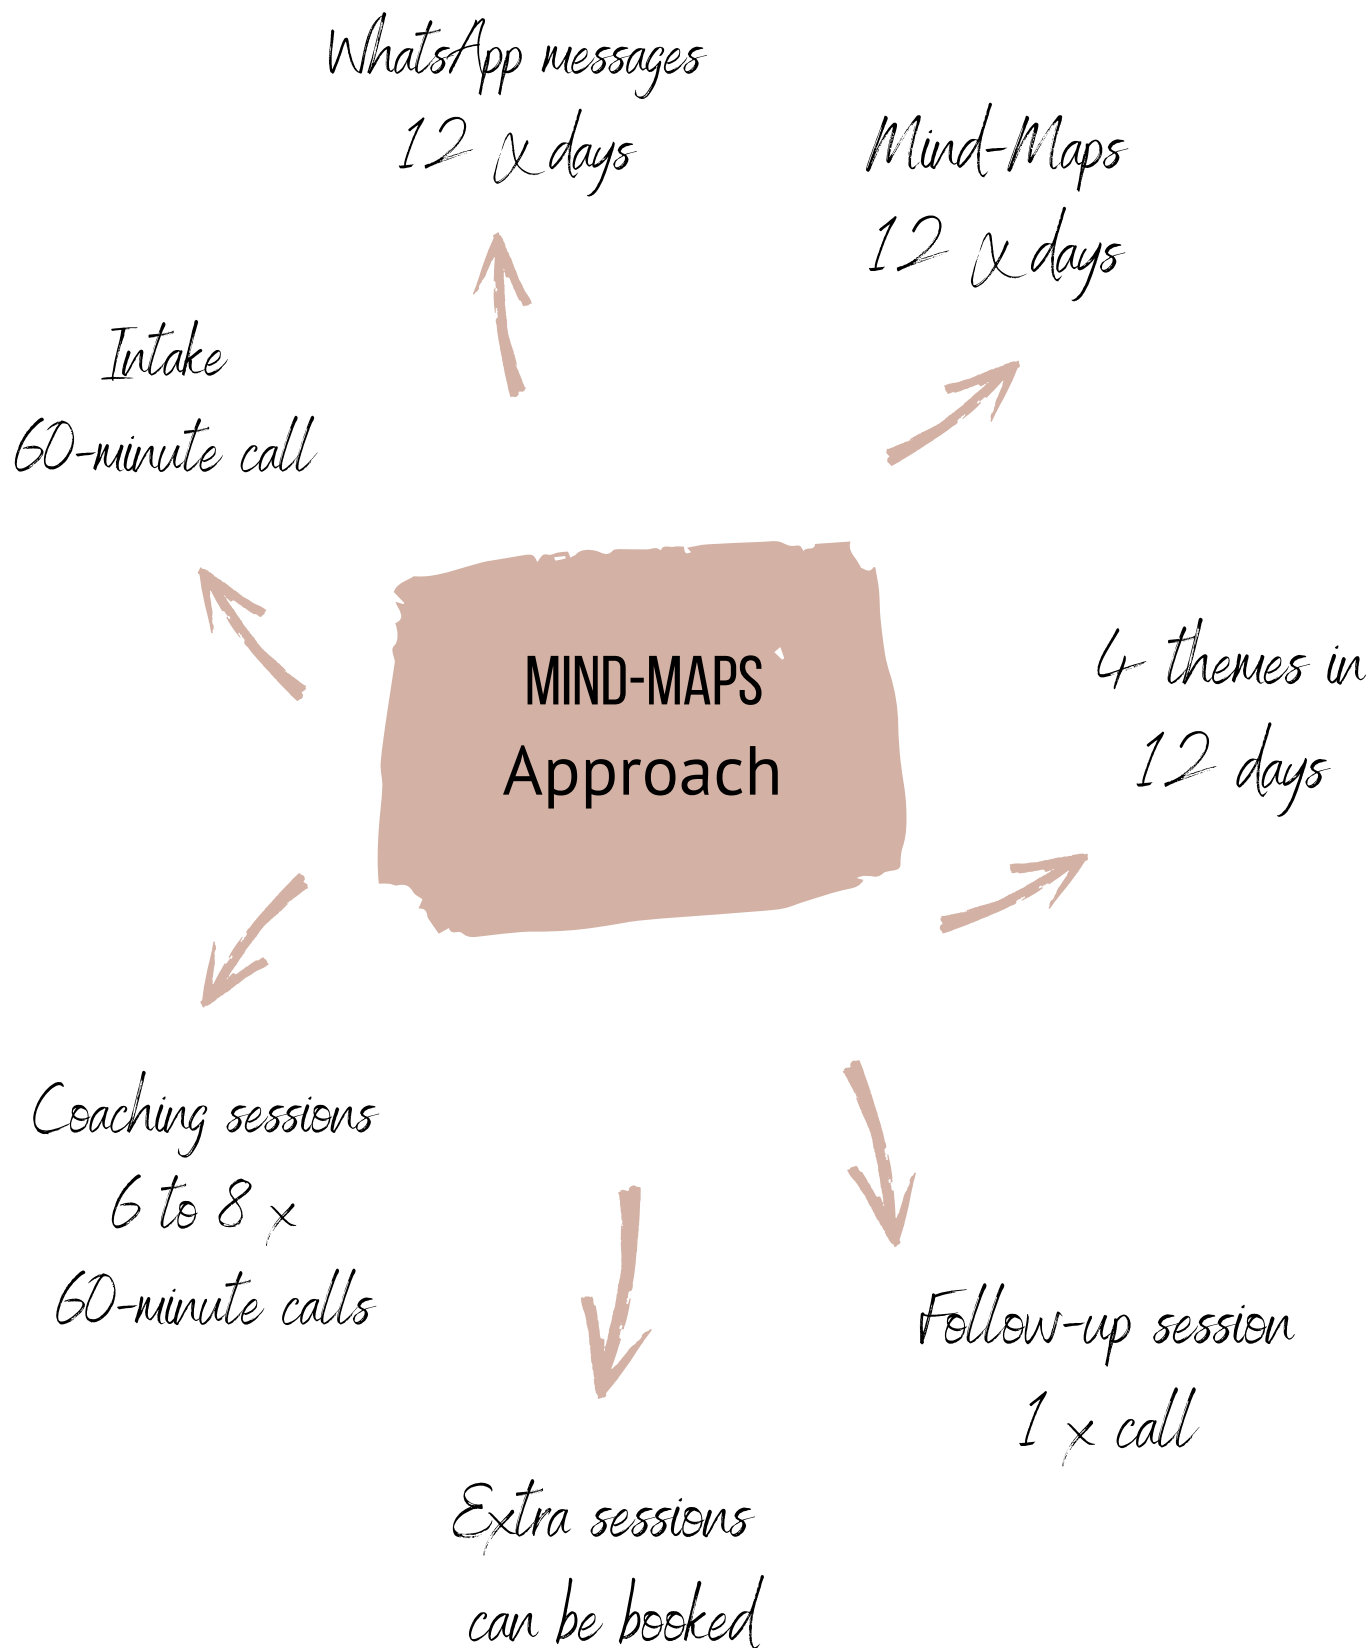 WhatsApp messages
12 x days
Mind-Maps
12 x days
Intake
60-minute call
MIND-MAPS
Approach
4 themes in
12 days
Coaching sessions
6 to 8 x
60-minute calls
Follow-up session
1 x call
Extra sessions
can be booked